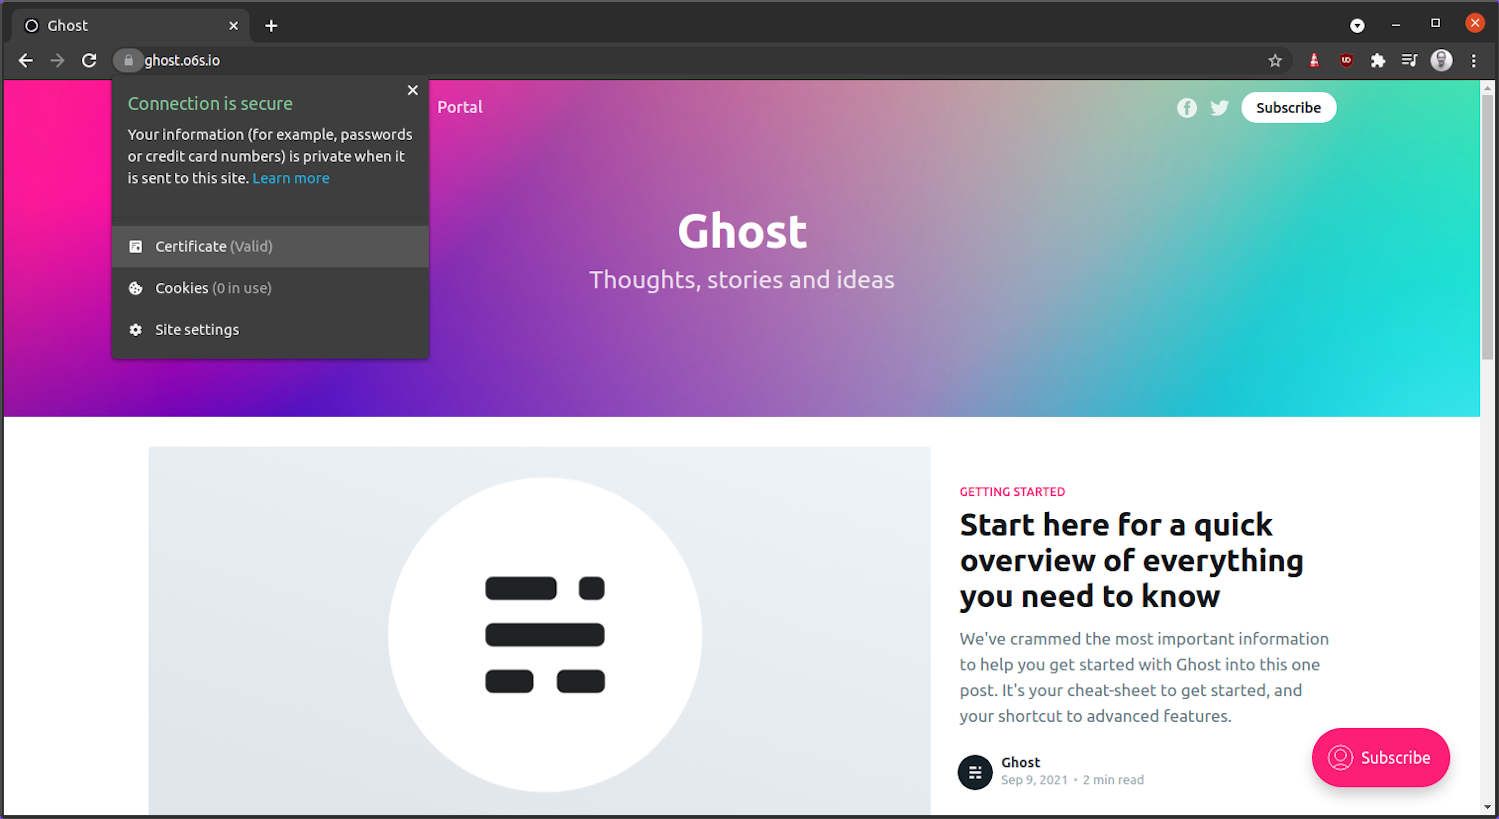 Ghost
ghost.o6s.io
Connection is secure
Your information (for example, passwords
or credit card numbers) is private when it
is sent to this site. Learn more
Certificate (Valid)
Cookies (0 in use)
Site settings
Portal
Subscribe
Ghost
Thoughts, stories and ideas
GETTING STARTED
Start here for a quick
overview of everything
you need to know
We've crammed the most important information
to help you get started with Ghost into this one
post. It's your cheat-sheet to get started, and
your shortcut to advanced features.
Ghost
Sep 9, 2021 • 2 min read
Subscribe